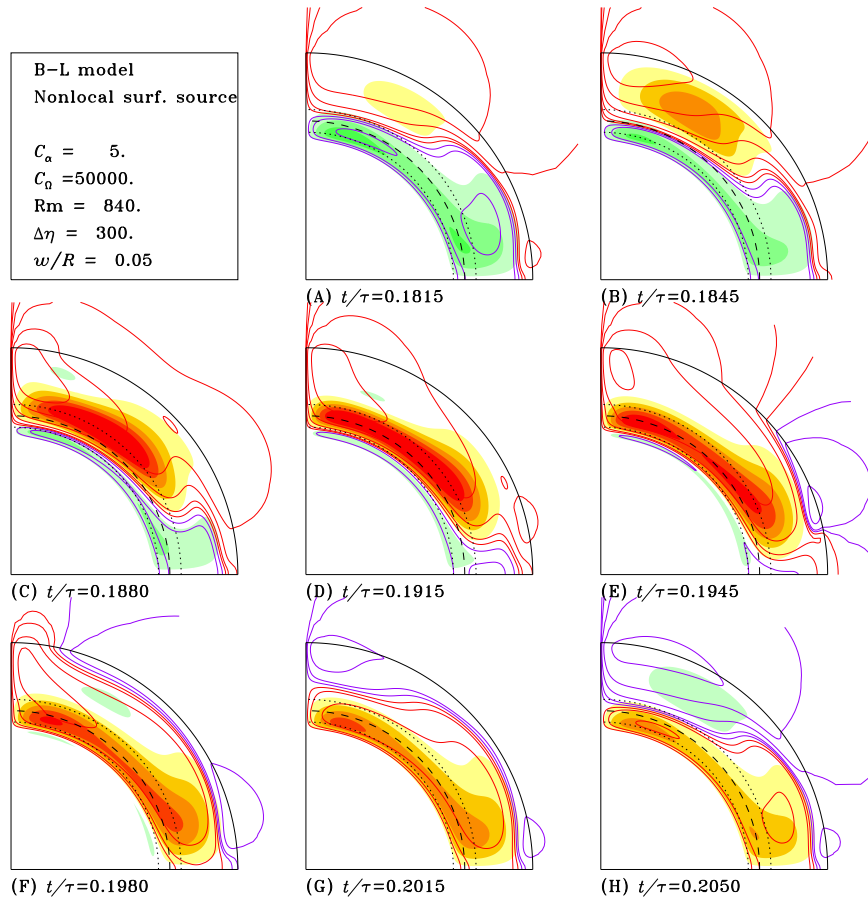 B-L model
Nonlocal surf. source
C_α = 5.
C_Ω =50000.
Rm = 840.
Δη = 300.
w/R = 0.05
(A) t/τ=0.1815
(B) t/τ=0.1845
(C) t/τ=0.1880
(D) t/τ=0.1915
(E) t/τ=0.1945
(F) t/τ=0.1980
(G) t/τ=0.2015
(H) t/τ=0.2050